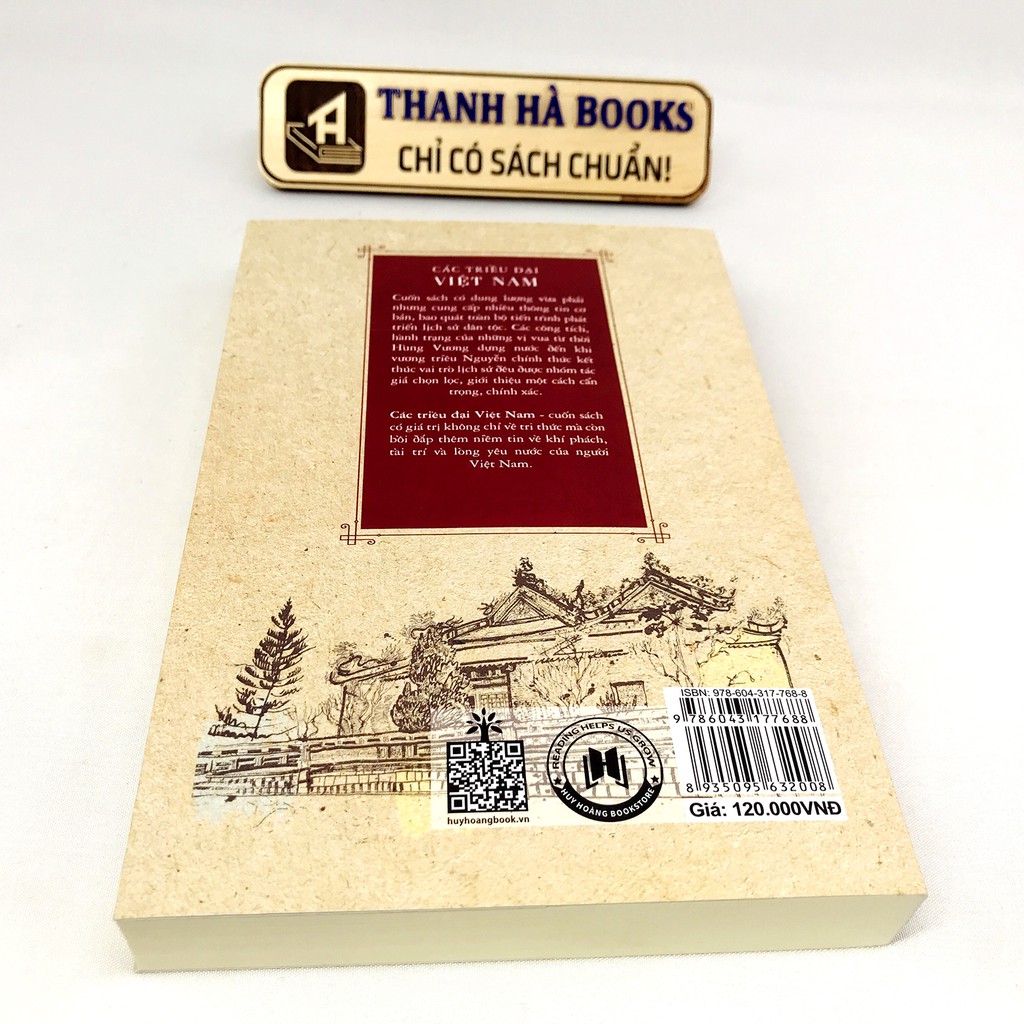 THANH HÀ BOOKS
CHỈ CÓ SÁCH CHUẨN!
CÁC TRIỀU ĐẠI
VIỆT NAM
Cuốn sách có dung lượng vừa phải
nhưng cung cấp nhiều thông tin cơ
bản, bao quát toàn bộ tiến trình phát
triển lịch sử dân tộc. Các công tích,
hành trạng của những vị vua từ thời
Hùng Vương dựng nước đến khi
vương triều Nguyễn chính thức kết
thúc vai trò lịch sử đều được nhóm tác
giả chọn lọc, giới thiệu một cách cẩn
trọng, chính xác.
Các triều đại Việt Nam - cuốn sách
có giá trị không chỉ về tri thức mà còn
bồi đắp thêm niềm tin về khí phách,
tài trí và lòng yêu nước của người
Việt Nam.
ISBN: 978-604-317-768-8
9 786043 177688
8 935095 632008
Giá: 120.000VNĐ
READING HELPS US GROW
HUY HOÀNG BOOKSTORE
huyhoangbook.vn